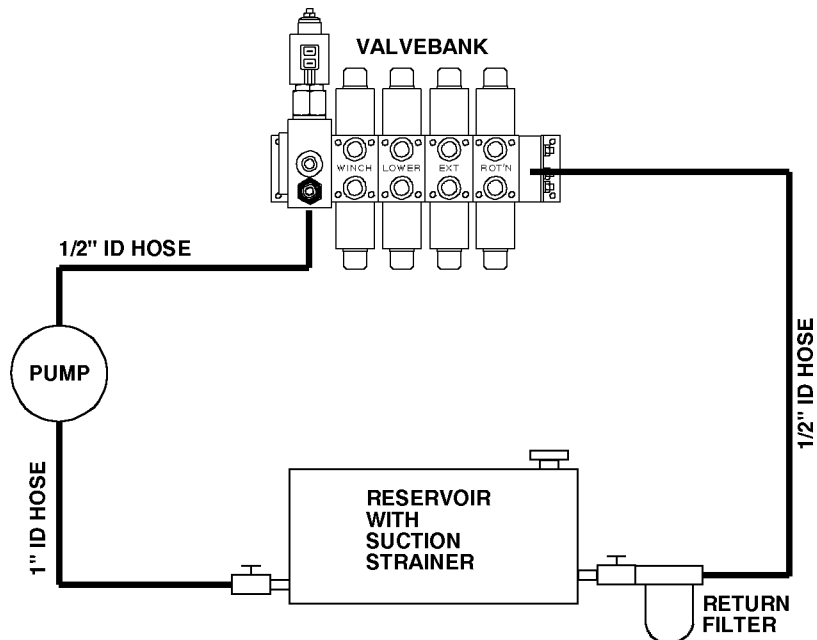 VALVEBANK
WINCH LOWER EXT ROT'N
1/2" ID HOSE
PUMP
1/2" ID HOSE
1" ID HOSE
RESERVOIR
WITH
SUCTION
STRAINER
RETURN
FILTER